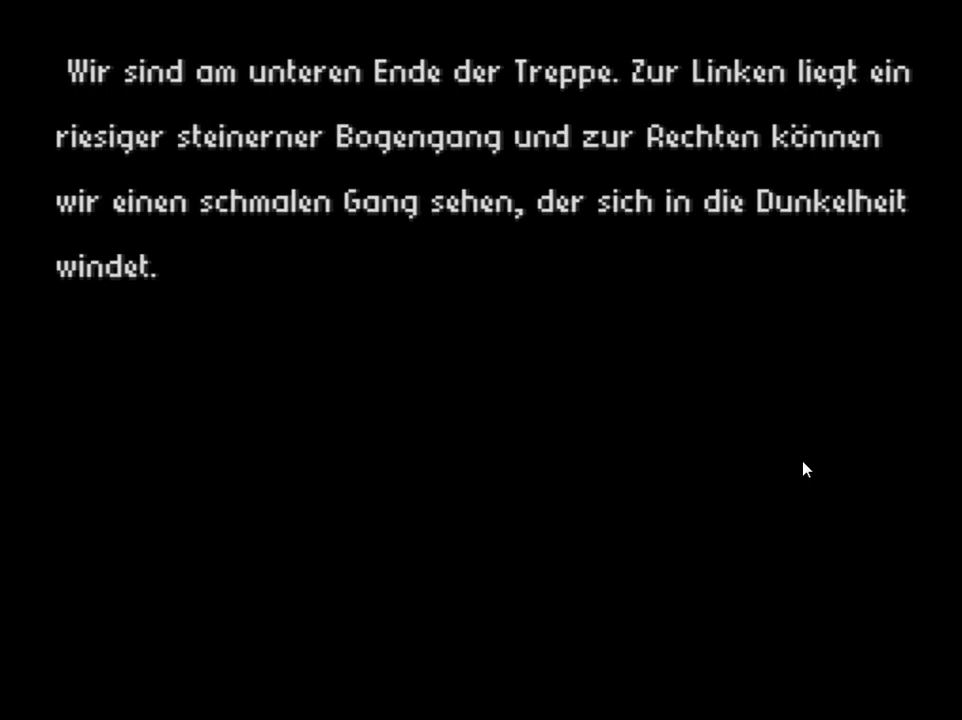 Wir sind am unteren Ende der Treppe. Zur Linken liegt ein
riesiger steinerner Bogengang und zur Rechten können
wir einen schmalen Gang sehen, der sich in die Dunkelheit
windet.